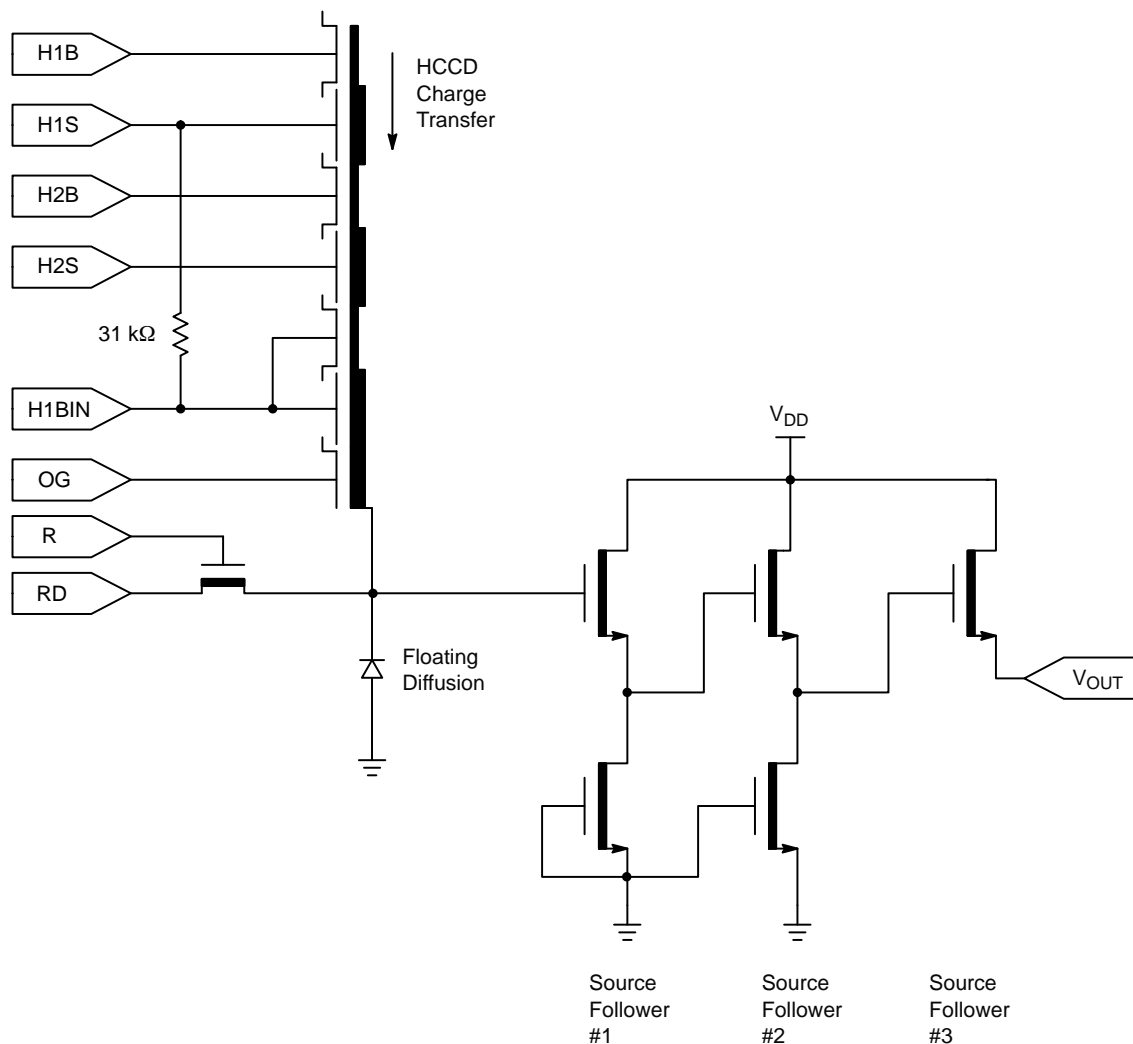 H1B
HCCD
Charge
Transfer
H1S
H2B
H2S
31 kΩ
H1BIN
OG
R
RD
Floating
Diffusion
VDD
VOUT
Source
Follower
#1
Source
Follower
#2
Source
Follower
#3